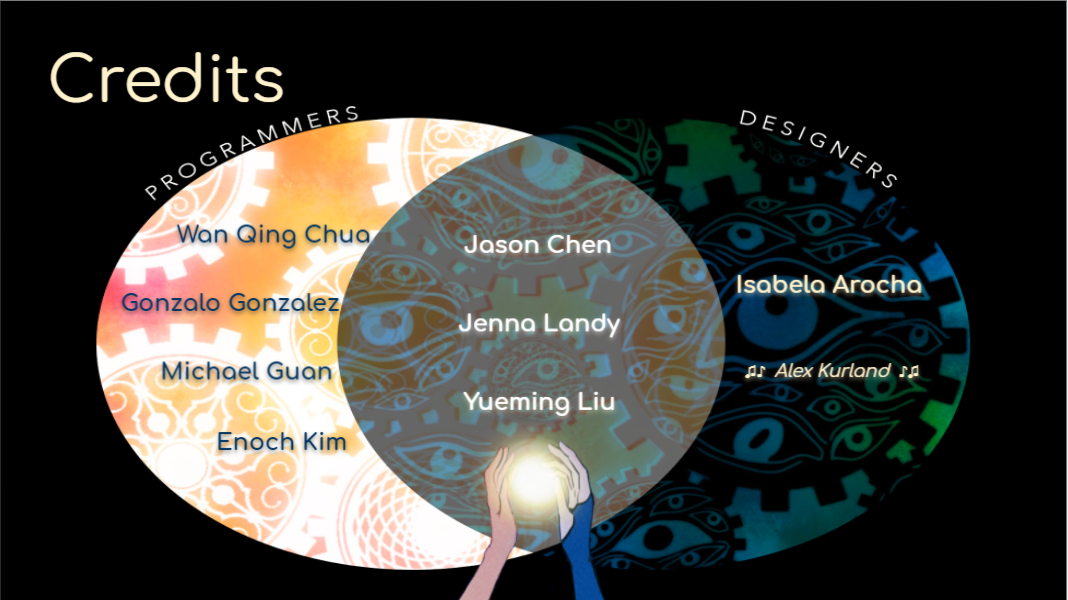 Credits
PROGRAMMERS
DESIGNERS
Wan Qing Chua
Gonzalo Gonzalez
Michael Guan
Enoch Kim
Jason Chen
Jenna Landy
Yueming Liu
Isabela Arocha
♫♪ Alex Kurland ♪♫